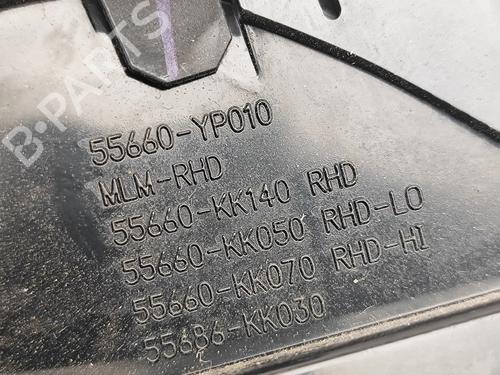 B-PARTS
55660-YP010
MLM-RHD
55660-KK140 RHD
55660-KK050 RHD-LO
55660-KK070 RHD-HI
55686-KK030